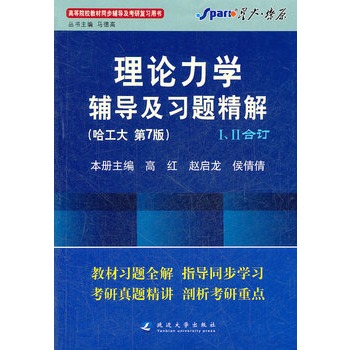 高等院校教材同步辅导及考研复习用书
丛书主编 马德高
Spark®星火·燎原
理论力学
辅导及习题精解
(哈工大 第7版)
I、II合订
本册主编 高 红 赵启龙 侯倩倩
教材习题全解 指导同步学习
考研真题精讲 剖析考研重点
延边大学出版社